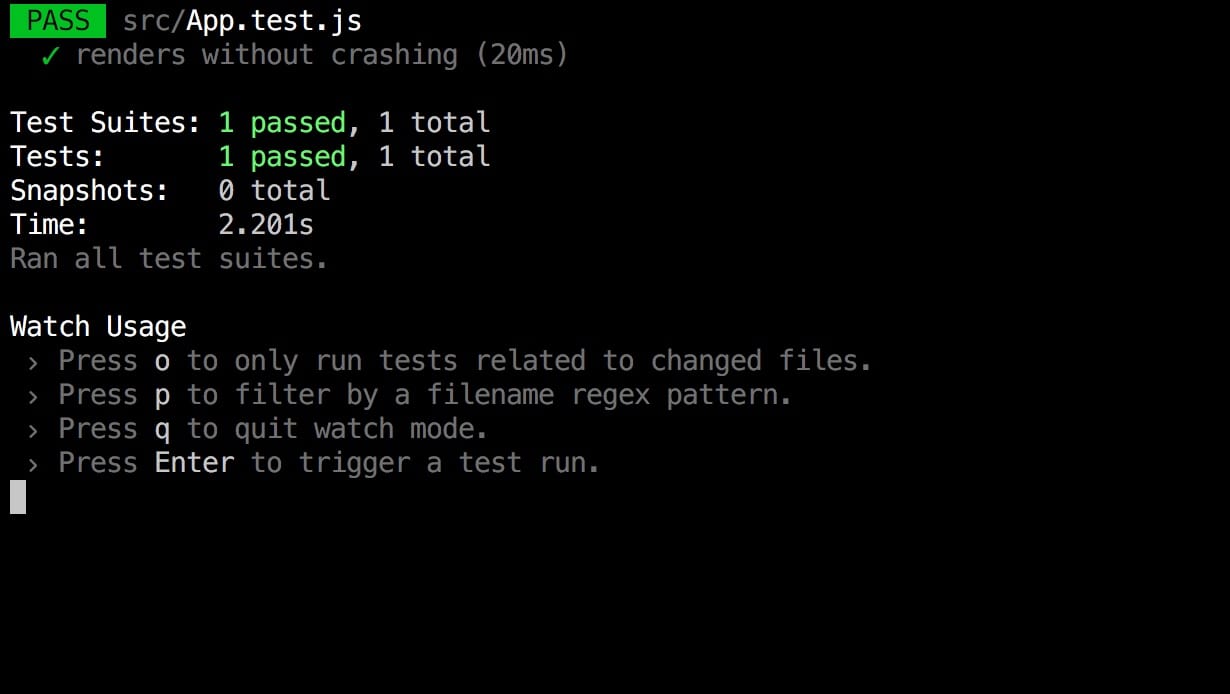 PASS src/App.test.js
✓ renders without crashing (20ms)
Test Suites: 1 passed, 1 total
Tests: 1 passed, 1 total
Snapshots: 0 total
Time: 2.201s
Ran all test suites.
Watch Usage
› Press o to only run tests related to changed files.
› Press p to filter by a filename regex pattern.
› Press q to quit watch mode.
› Press Enter to trigger a test run.